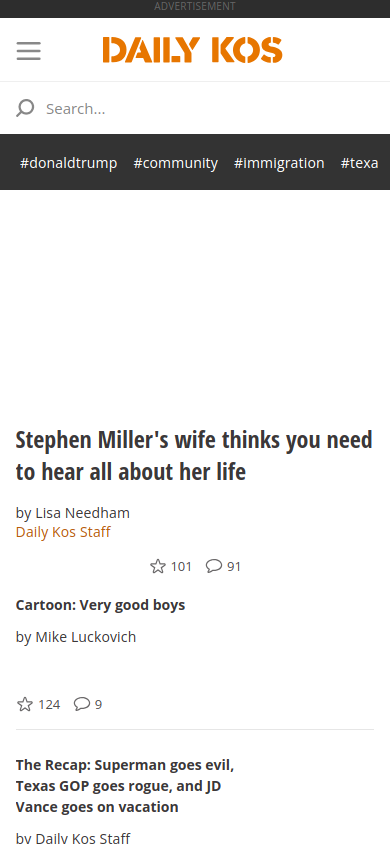 ADVERTISEMENT
DAILY KOS
Search...
#donaldtrump #community #immigration #texa
Stephen Miller's wife thinks you need
to hear all about her life
by Lisa Needham
Daily Kos Staff
101 91
Cartoon: Very good boys
by Mike Luckovich
124 9
The Recap: Superman goes evil,
Texas GOP goes rogue, and JD
Vance goes on vacation
by Daily Kos Staff